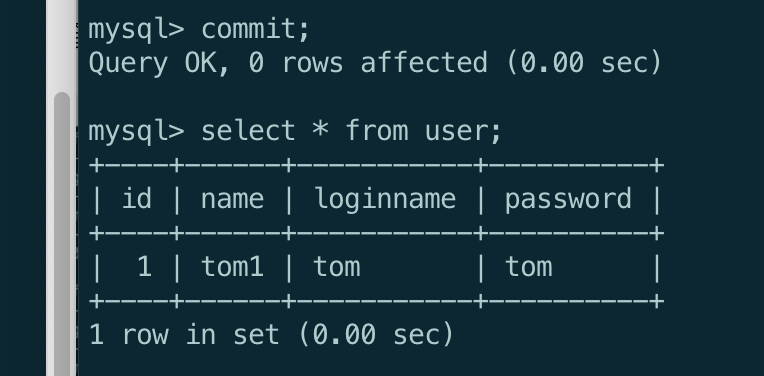 mysql> commit;
Query OK, 0 rows affected (0.00 sec)
mysql> select * from user;
+----+------+-----------+----------+
| id | name | loginname | password |
+----+------+-----------+----------+
|  1 | tom1 | tom       | tom      |
+----+------+-----------+----------+
1 row in set (0.00 sec)